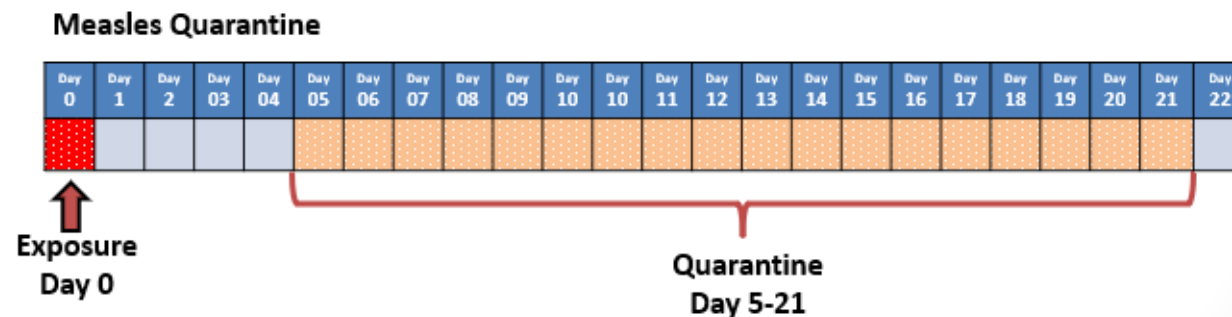 Measles Quarantine
Day Day Day Day Day Day Day Day Day Day Day Day Day Day Day Day Day Day Day Day Day Day Day Day
0 1 2 03 04 05 06 07 08 09 10 10 11 12 13 14 15 16 17 18 19 20 21 22
Exposure
Day 0
Quarantine
Day 5-21